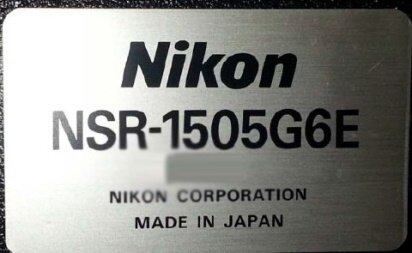 Nikon
NSR-1505G6E
NIKON CORPORATION
MADE IN JAPAN